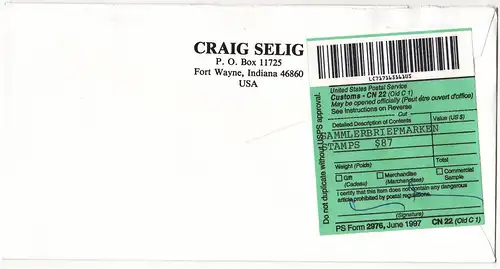 CRAIG SELIG
P. O. Box 11725
Fort Wayne, Indiana 46860
USA
United States Postal Service
Customs - CN 22 (Old C 1)
May be opened officially (Peut être ouvert d'office)
See Instructions on Reverse
Cut
Do not duplicate without USPS approval.
Detailed Description of Contents
Value (US $)
SAMMLERBRIEFMARKEN
STAMPS $87
Weight (Poids)
Total
Gift
(Cadeau)
Merchandise
(Marchandises)
Commercial
Sample
I certify that this item does not contain any dangerous
article prohibited by postal regulations.
(Signature)
PS Form 2976, June 1997 CN 22 (Old C 1)